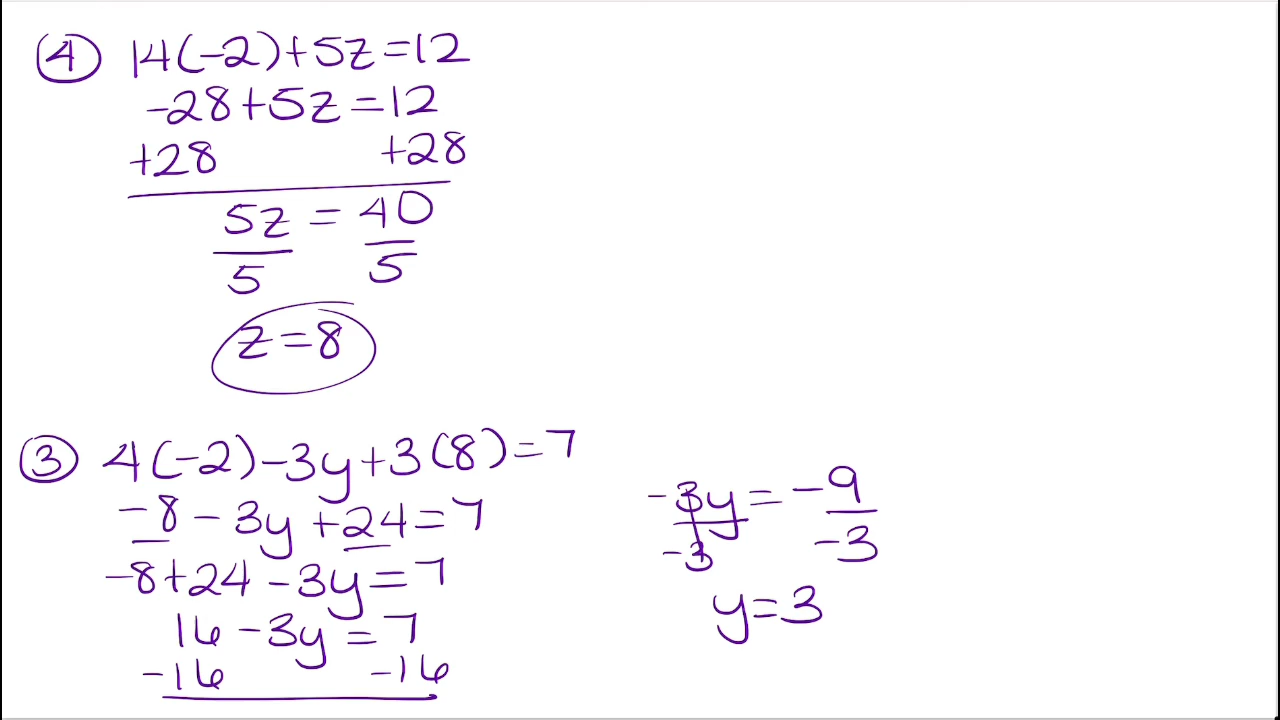 ④ 14(-2)+5z=12
-28+5z=12
+28 +28
5z = 40
5 5
z=8
③ 4(-2)-3y+3(8)=7
-8-3y+24=7
-8+24-3y=7
16-3y=7
-16 -16
-3y=-9
-3 -3
y=3